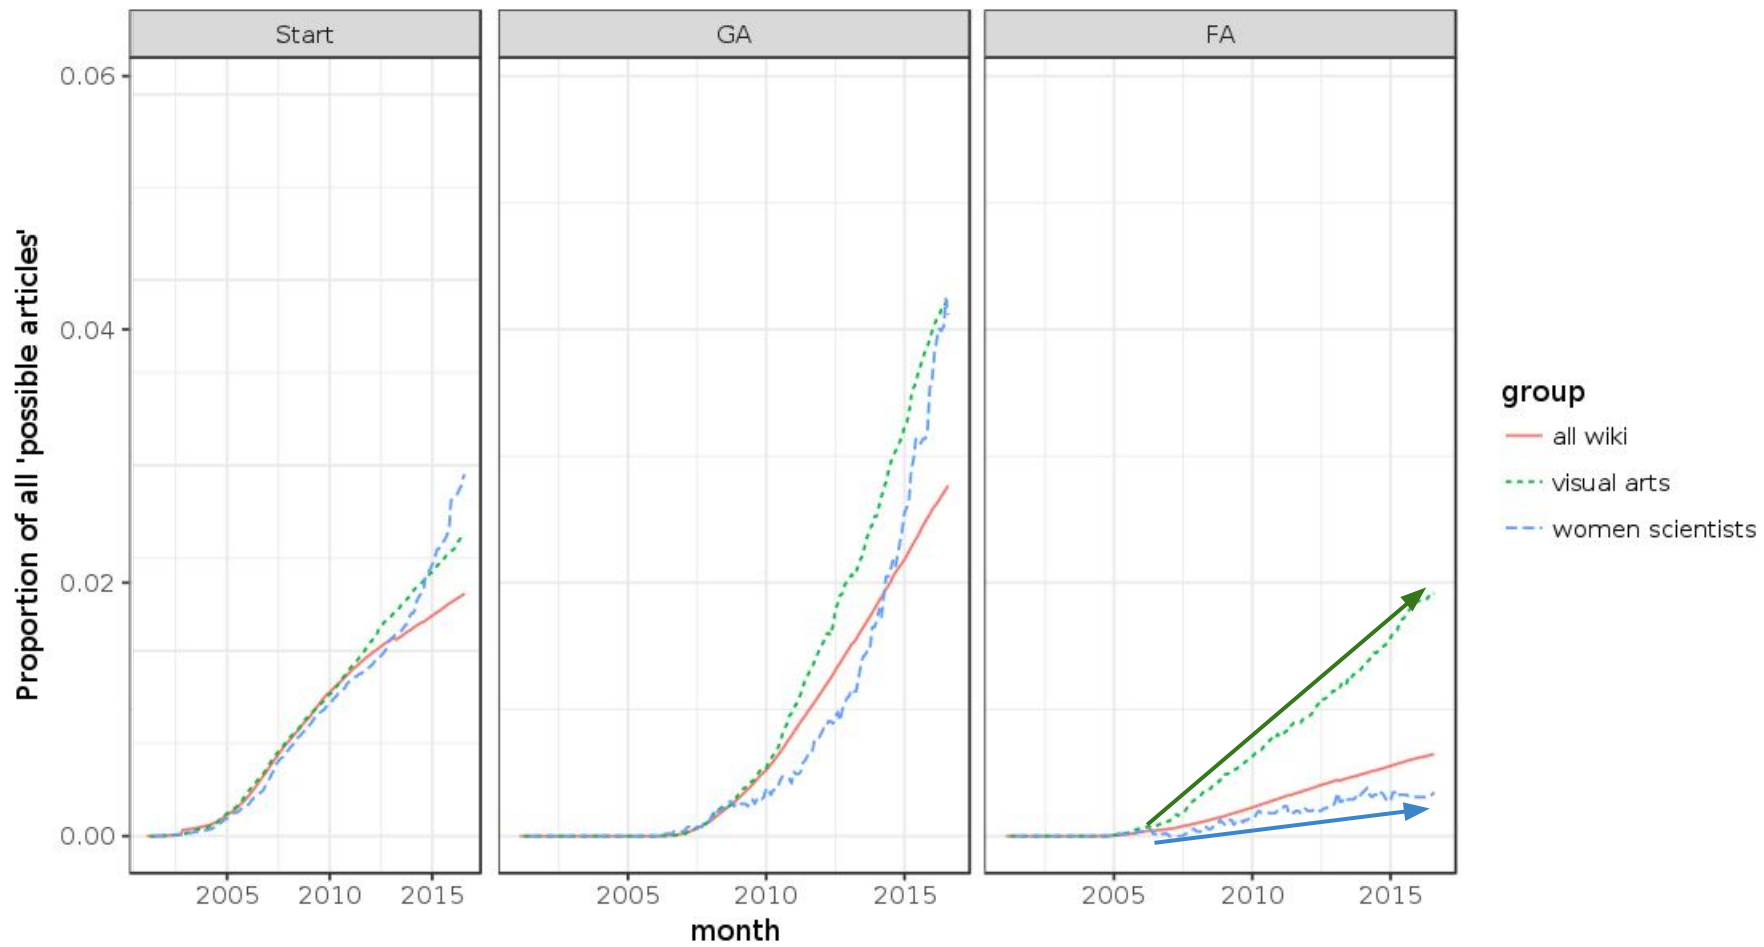 Start GA FA
0.06
0.04
0.02
0.00
Proportion of all 'possible articles'
2005 2010 2015 2005 2010 2015 2005 2010 2015
month
group
all wiki
visual arts
women scientists